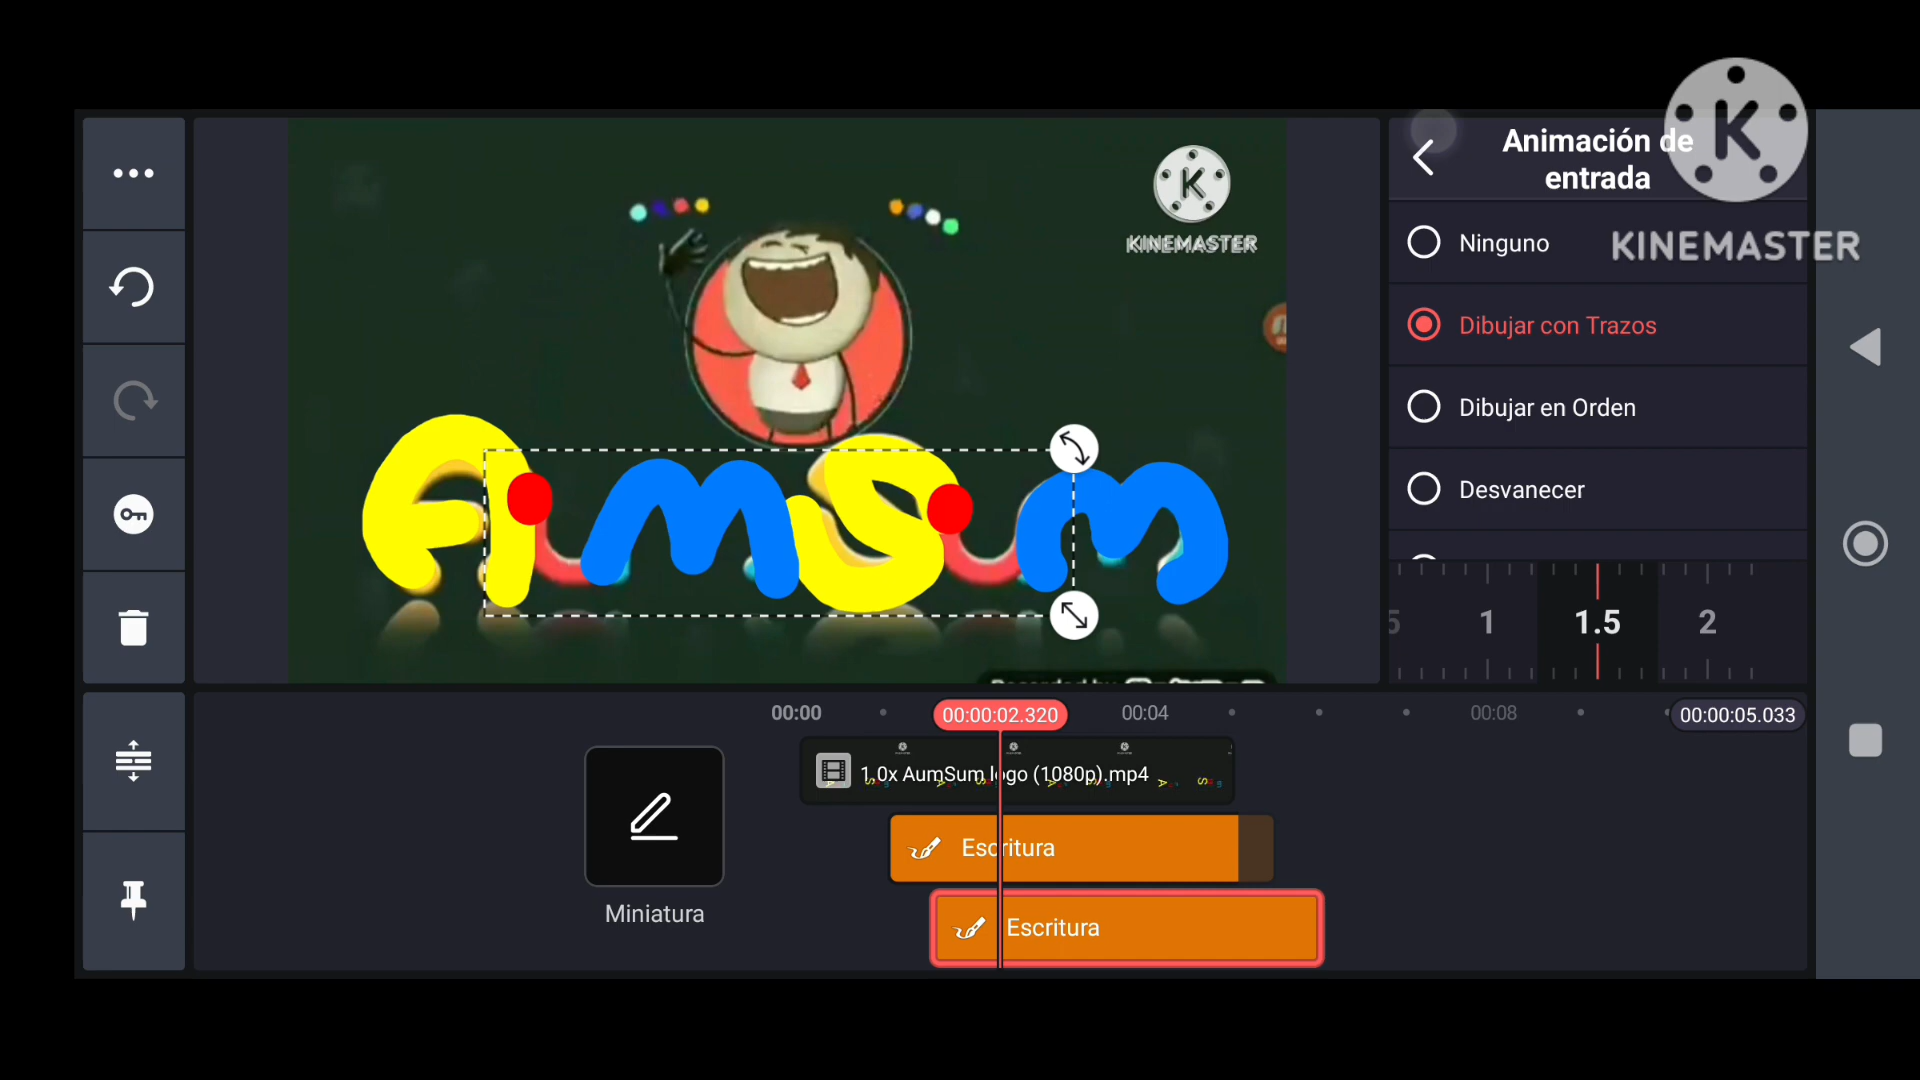 Animación de
entrada
K
KINEMASTER
K
KINEMASTER
Ninguno
Dibujar con Trazos
Dibujar en Orden
Desvanecer
AumSum
1
1.5
2
00:00
00:00:02.320
00:04
00:08
00:00:05.033
1.0x AumSum logo (1080p).mp4
Escritura
Escritura
Miniatura